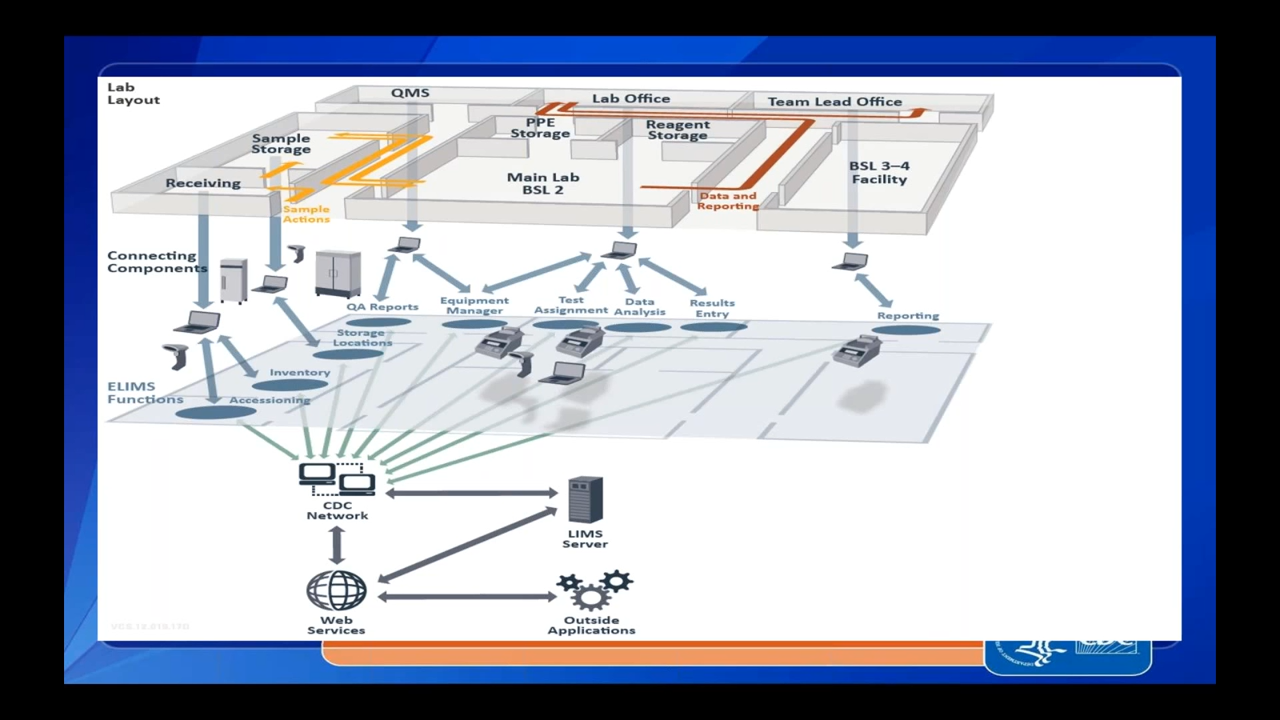 Lab
Layout
QMS
Lab Office
Team Lead Office
Sample
Storage
PPE
Storage
Reagent
Storage
Receiving
Main Lab
BSL 2
BSL 3–4
Facility
Sample
Actions
Data and
Reporting
Connecting
Components
QA Reports
Equipment
Manager
Test
Assignment
Data
Analysis
Results
Entry
Reporting
Storage
Locations
Inventory
ELIMS
Functions
Accessioning
CDC
Network
LIMS
Server
Web
Services
Outside
Applications
CDC